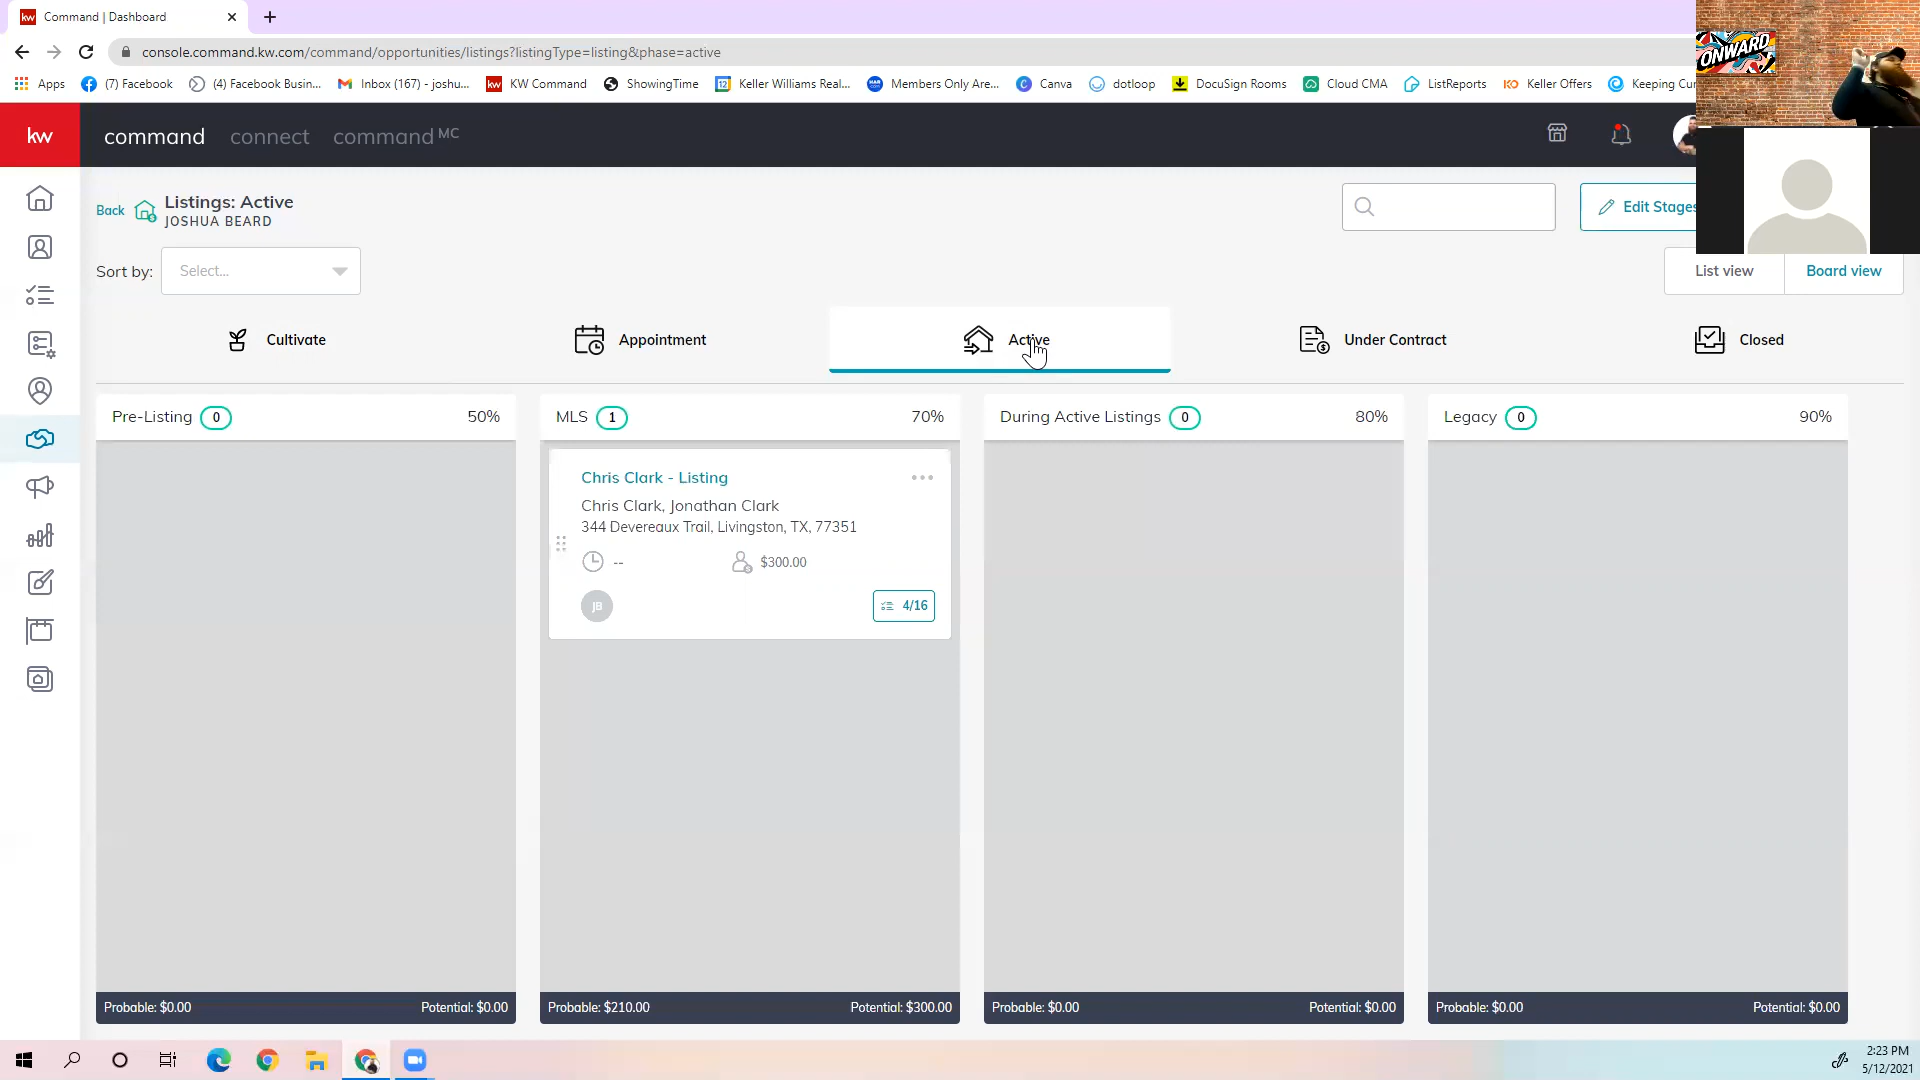 kw Command | Dashboard
console.command.kw.com/command/opportunities/listings?listingType=listing&phase=active
Apps (7) Facebook (4) Facebook Busin... Inbox (167) - joshu... kw KW Command ShowingTime 12 Keller Williams Real... Members Only Are... Canva dotloop DocuSign Rooms Cloud CMA ListReports KO Keller Offers Keeping Cur
ONWARD
kw command connect command MC
Back Listings: Active
JOSHUA BEARD
Edit Stages
Sort by: Select...
List view Board view
Cultivate Appointment Active Under Contract Closed
Pre-Listing 0 50% MLS 1 70% During Active Listings 0 80% Legacy 0 90%
Chris Clark - Listing
Chris Clark, Jonathan Clark
344 Devereaux Trail, Livingston, TX, 77351
-- $300.00
JB 4/16
Probable: $0.00 Potential: $0.00 Probable: $210.00 Potential: $300.00 Probable: $0.00 Potential: $0.00 Probable: $0.00 Potential: $0.00
2:23 PM
5/12/2021